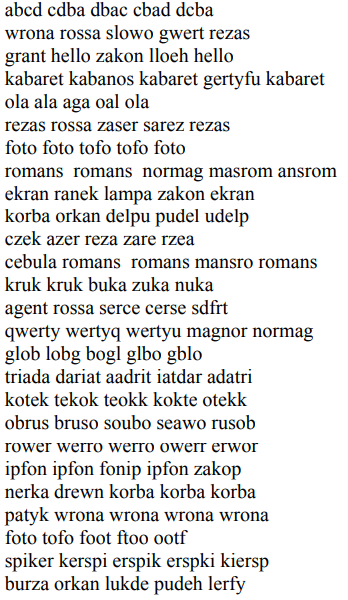 abcd cdba dbac cbad dcba
wrona rossa slowo gwert rezas
grant hello zakon lloeh hello
kabaret kabanos kabaret gertyfu kabaret
ola ala aga oal ola
rezas rossa zaser sarez rezas
foto foto tofo tofo foto
romans  romans  normag masrom ansrom
ekran ranek lampa zakon ekran
korba orkan delpu pudel udelp
czek azer reza zare rzea
cebula romans  romans mansro romans
kruk kruk buka zuka nuka
agent rossa serce cerse sdfrt
qwerty wertyq wertyu magnor normag
glob lobg bogl glbo gblo
triada dariat aadrit iatdar adatri
kotek tekok teokk kokte otekk
obrus bruso soubo seawo rusob
rower werro werro owerr erwor
ipfon ipfon fonip ipfon zakop
nerka drewn korba korba korba
patyk wrona wrona wrona wrona
foto tofo foot ftoo ootf
spiker kerspi erspik erspki kiersp
burza orkan lukde pudeh lerfy